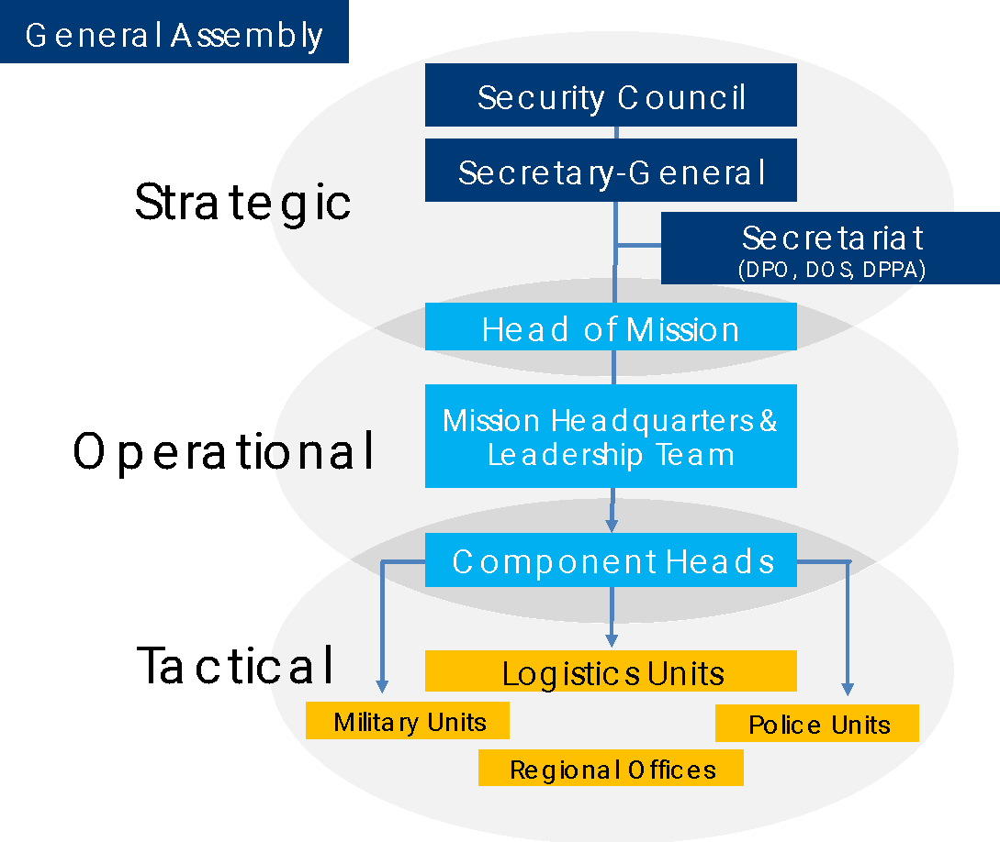 General Assembly
Security Council
Secretary-General
Strategic
Secretariat
(DPO, DOS, DPPA)
Head of Mission
Mission Headquarters &
Leadership Team
Operational
Component Heads
Tactical
Logistics Units
Military Units
Police Units
Regional Offices